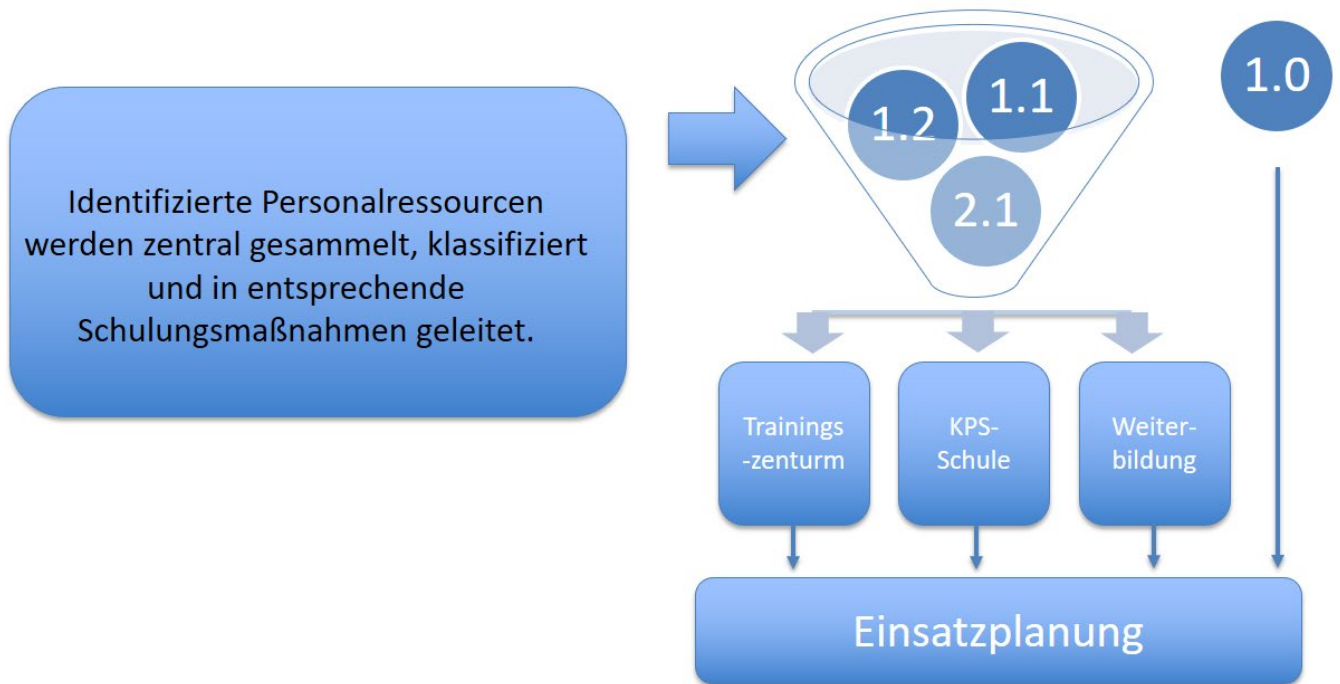 Identifizierte Personalressourcen
werden zentral gesammelt, klassifiziert
und in entsprechende
Schulungsmaßnahmen geleitet.
1.2
1.1
2.1
1.0
Trainings
-zenturm
KPS-
Schule
Weiter-
bildung
Einsatzplanung